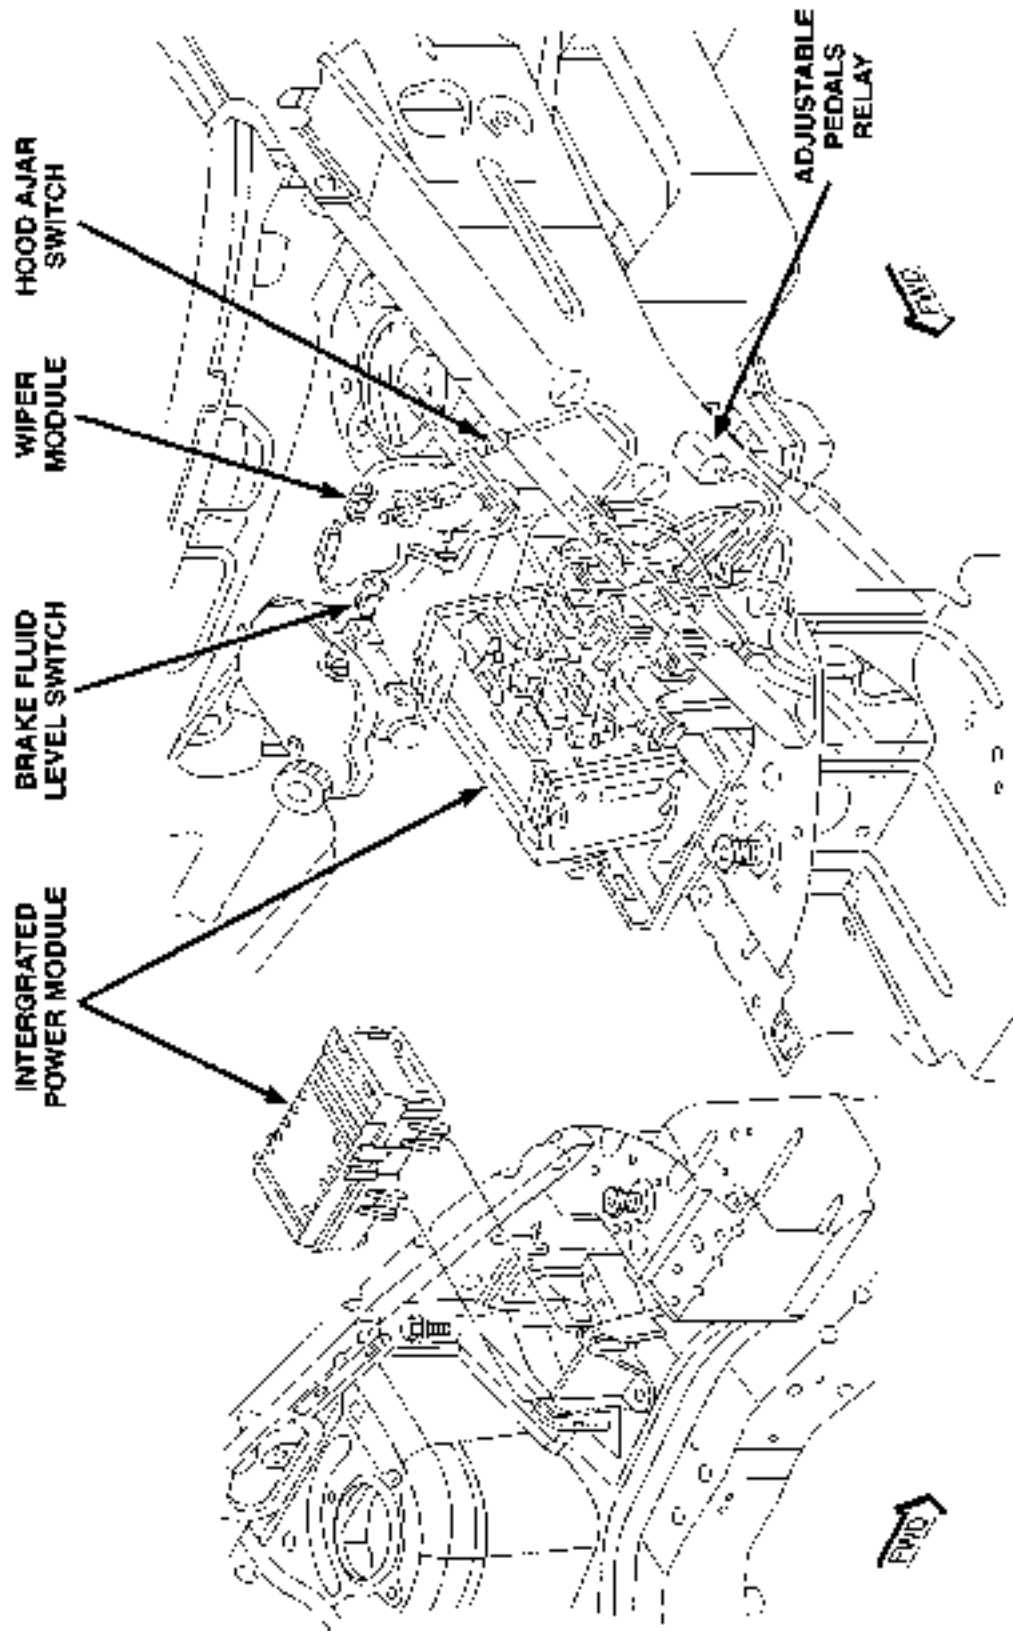 INTERGRATED
POWER MODULE
BRAKE FLUID
LEVEL SWITCH
WIPER
MODULE
HOOD AJAR
SWITCH
ADJUSTABLE
PEDALS
RELAY
FWD
FWD